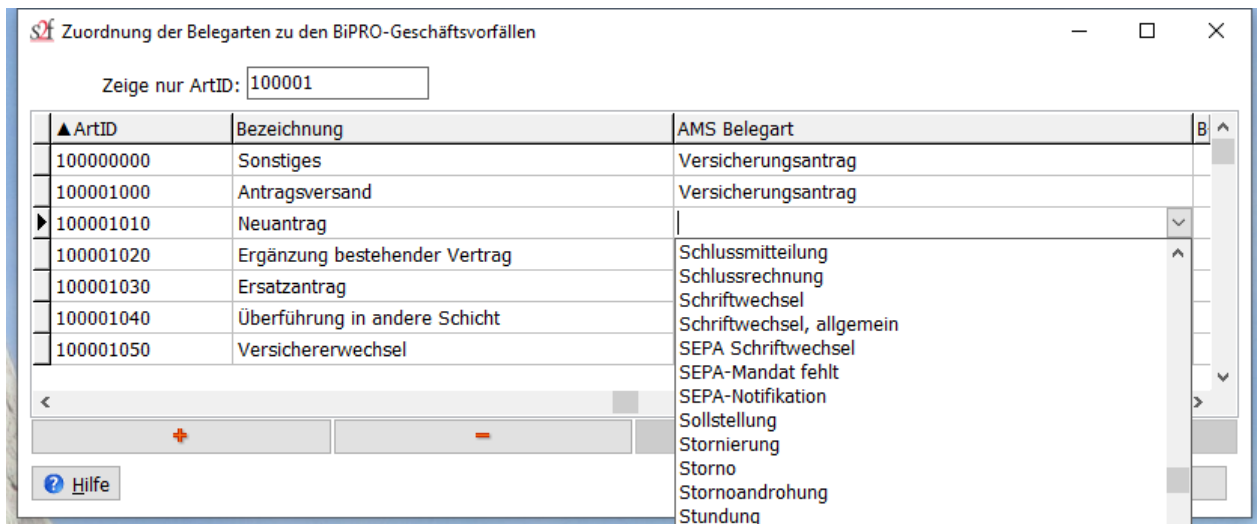 s2f Zuordnung der Belegarten zu den BiPRO-Geschäftsvorfällen
Zeige nur ArtID: 100001
▲ArtID Bezeichnung AMS Belegart B
100000000 Sonstiges Versicherungsantrag
100001000 Antragsversand Versicherungsantrag
100001010 Neuantrag
100001020 Ergänzung bestehender Vertrag
100001030 Ersatzantrag
100001040 Überführung in andere Schicht
100001050 Versichererwechsel
Schlussmitteilung
Schlussrechnung
Schriftwechsel
Schriftwechsel, allgemein
SEPA Schriftwechsel
SEPA-Mandat fehlt
SEPA-Notifikation
Sollstellung
Stornierung
Storno
Stornoandrohung
Stundung
Hilfe